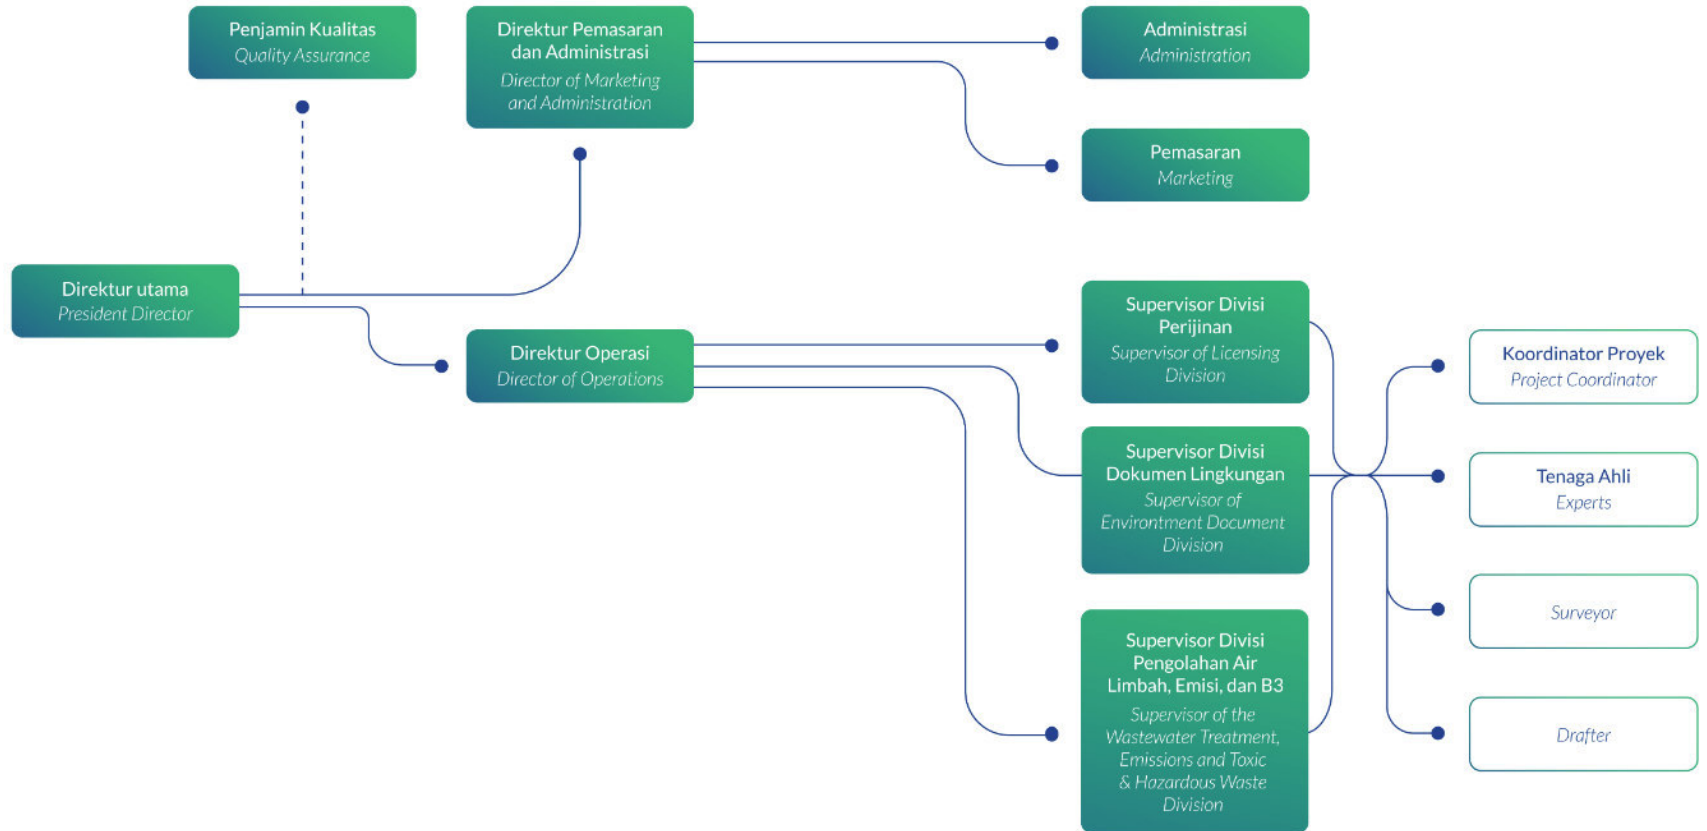 Penjamin Kualitas
Quality Assurance
Direktur Pemasaran
dan Administrasi
Director of Marketing
and Administration
Administrasi
Administration
Pemasaran
Marketing
Direktur utama
President Director
Direktur Operasi
Director of Operations
Supervisor Divisi
Perijinan
Supervisor of Licensing
Division
Supervisor Divisi
Dokumen Lingkungan
Supervisor of
Environtment Document
Division
Supervisor Divisi
Pengolahan Air
Limbah, Emisi, dan B3
Supervisor of the
Wastewater Treatment,
Emissions and Toxic
& Hazardous Waste
Division
Koordinator Proyek
Project Coordinator
Tenaga Ahli
Experts
Surveyor
Drafter